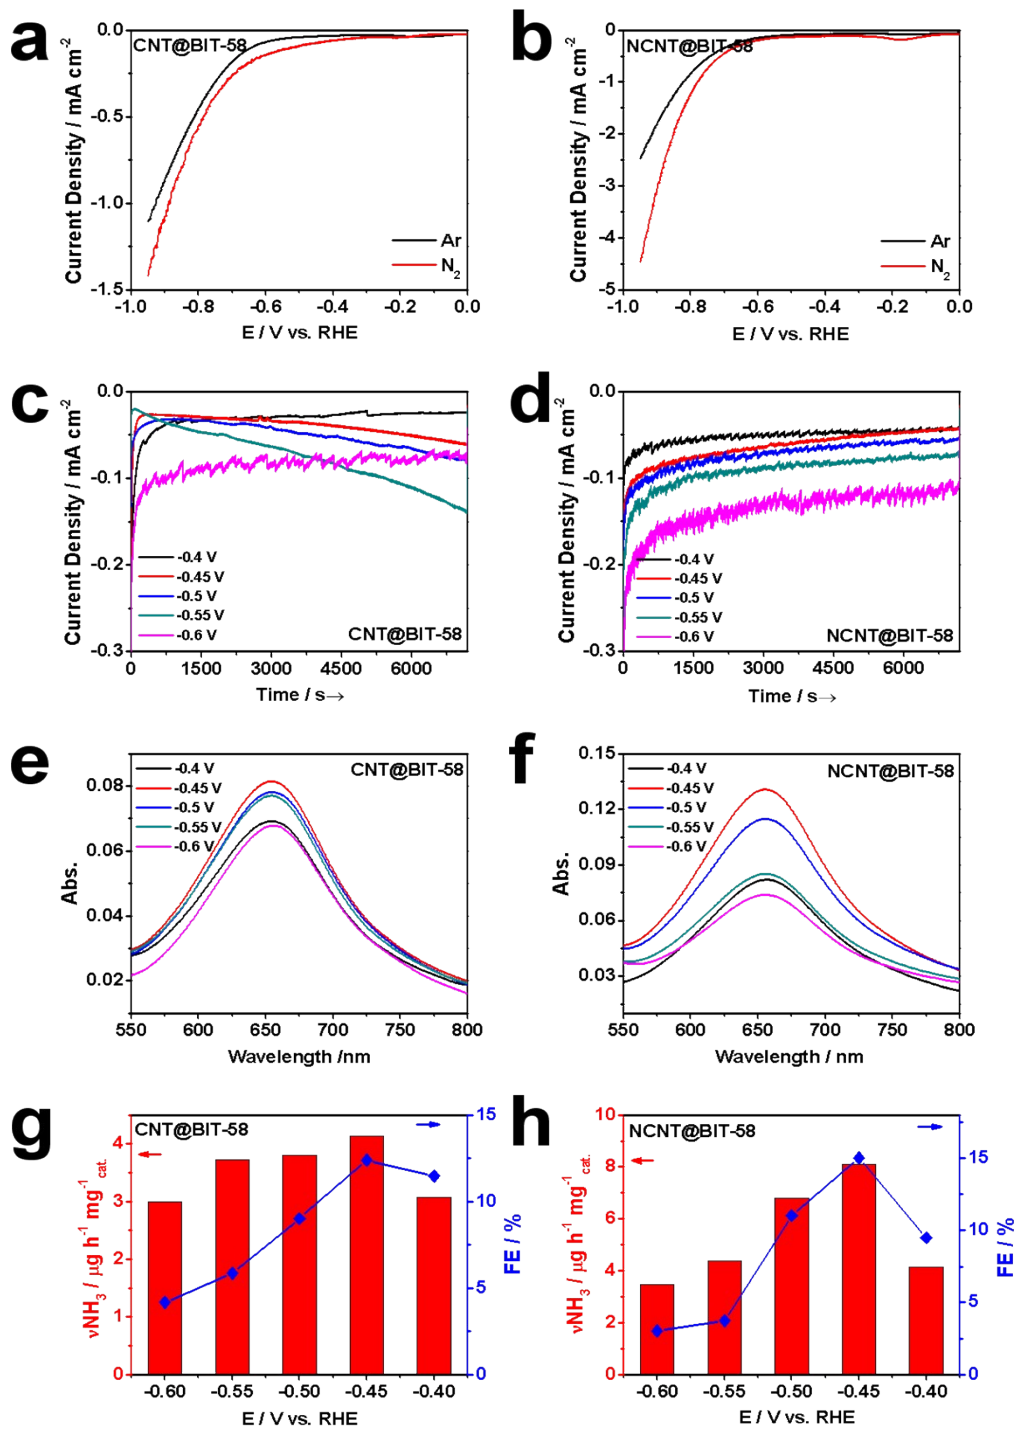 a
CNT@BIT-58
0.0
-0.5
-1.0
-1.5
-1.0 -0.8 -0.6 -0.4 -0.2 0.0
Current Density / mA cm-2
E / V vs. RHE
Ar
N2
b
NCNT@BIT-58
0
-1
-2
-3
-4
-5
-1.0 -0.8 -0.6 -0.4 -0.2 0.0
Current Density / mA cm-2
E / V vs. RHE
Ar
N2
c
0.0
-0.1
-0.2
-0.3
Current Density / mA cm-2
-0.4 V
-0.45 V
-0.5 V
-0.55 V
-0.6 V
CNT@BIT-58
0 1500 3000 4500 6000
Time / s→
d
0.0
-0.1
-0.2
-0.3
Current Density / mA cm-2
-0.4 V
-0.45 V
-0.5 V
-0.55 V
-0.6 V
NCNT@BIT-58
0 1500 3000 4500 6000
Time / s→
e
CNT@BIT-58
-0.4 V
-0.45 V
-0.5 V
-0.55 V
-0.6 V
0.08
0.06
0.04
0.02
Abs.
550 600 650 700 750 800
Wavelength /nm
f
NCNT@BIT-58
-0.4 V
-0.45 V
-0.5 V
-0.55 V
-0.6 V
0.15
0.12
0.09
0.06
0.03
Abs.
550 600 650 700 750 800
Wavelength / nm
g
CNT@BIT-58
4
3
2
1
0
νNH3 / μg h-1 mg-1cat.
15
10
5
0
FE / %
-0.60 -0.55 -0.50 -0.45 -0.40
E / V vs. RHE
h
NCNT@BIT-58
10
8
6
4
2
0
νNH3 / μg h-1 mg-1cat.
15
10
5
0
FE / %
-0.60 -0.55 -0.50 -0.45 -0.40
E / V vs. RHE